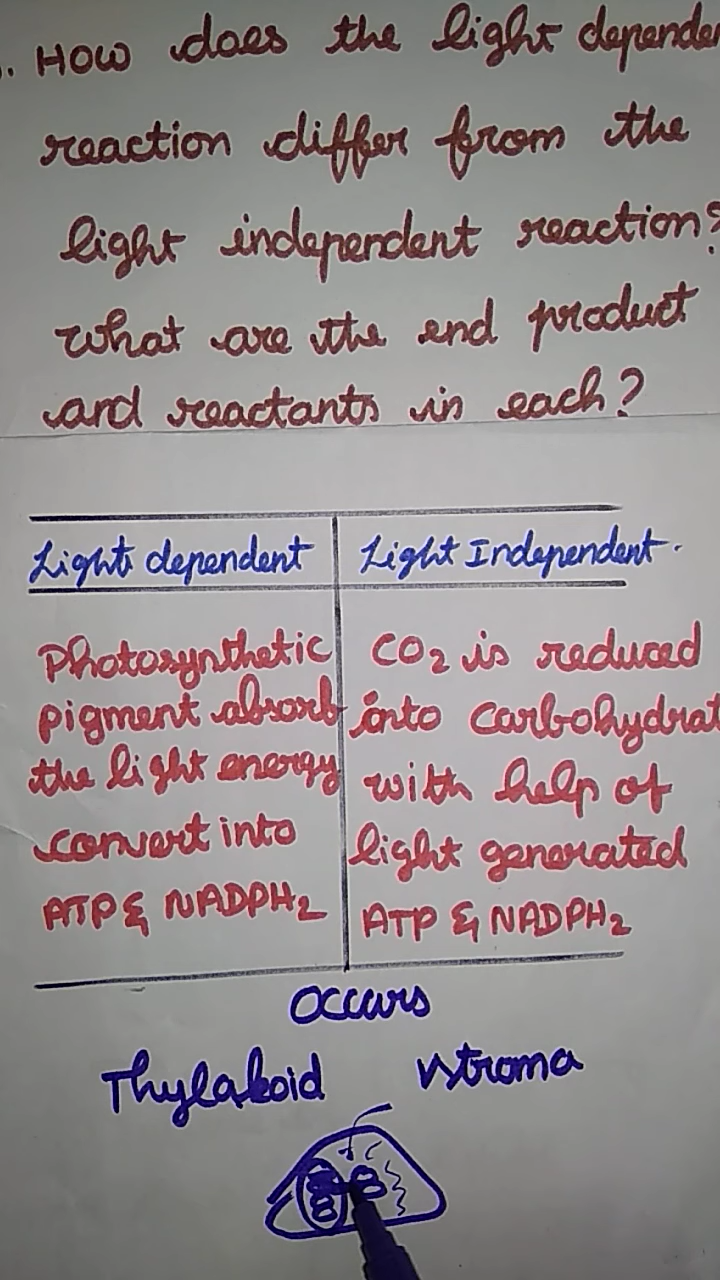 . How does the light depende
reaction differ from the
light independent reaction?
what are the end product
and reactants in each?
Light dependent
Light Independent.
Photosynthetic
pigment absorb
the light energy
convert into
ATP & NADPH2
CO2 is reduced
into carbohydrat
with help of
light generated
ATP & NADPH2
Occurs
Thylakoid stroma